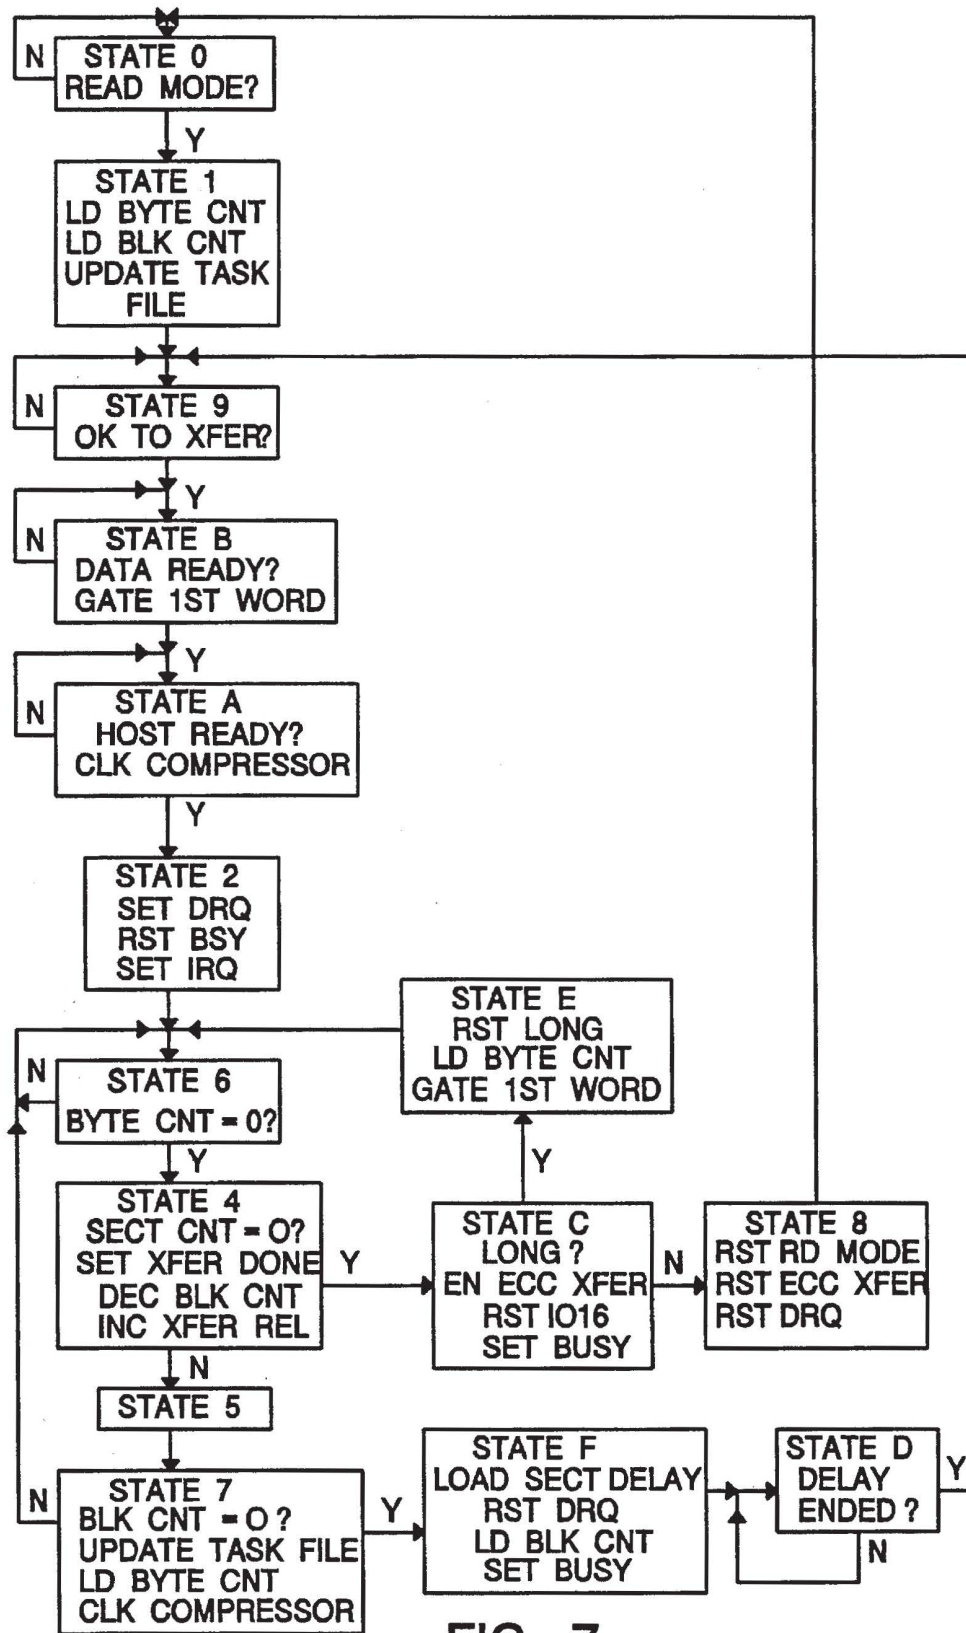 N
STATE 0
READ MODE?
Y
STATE 1
LD BYTE CNT
LD BLK CNT
UPDATE TASK
FILE
N
STATE 9
OK TO XFER?
Y
N
STATE B
DATA READY?
GATE 1ST WORD
Y
N
STATE A
HOST READY?
CLK COMPRESSOR
Y
STATE 2
SET DRQ
RST BSY
SET IRQ
STATE E
RST LONG
LD BYTE CNT
GATE 1ST WORD
N
STATE 6
BYTE CNT = 0?
Y
Y
STATE 4
SECT CNT = O?
SET XFER DONE
DEC BLK CNT
INC XFER REL
Y
STATE C
LONG ?
EN ECC XFER
RST IO16
SET BUSY
N
STATE 8
RST RD MODE
RST ECC XFER
RST DRQ
N
STATE 5
N
STATE 7
BLK CNT = O ?
UPDATE TASK FILE
LD BYTE CNT
CLK COMPRESSOR
Y
STATE F
LOAD SECT DELAY
RST DRQ
LD BLK CNT
SET BUSY
STATE D
DELAY
ENDED ?
Y
N